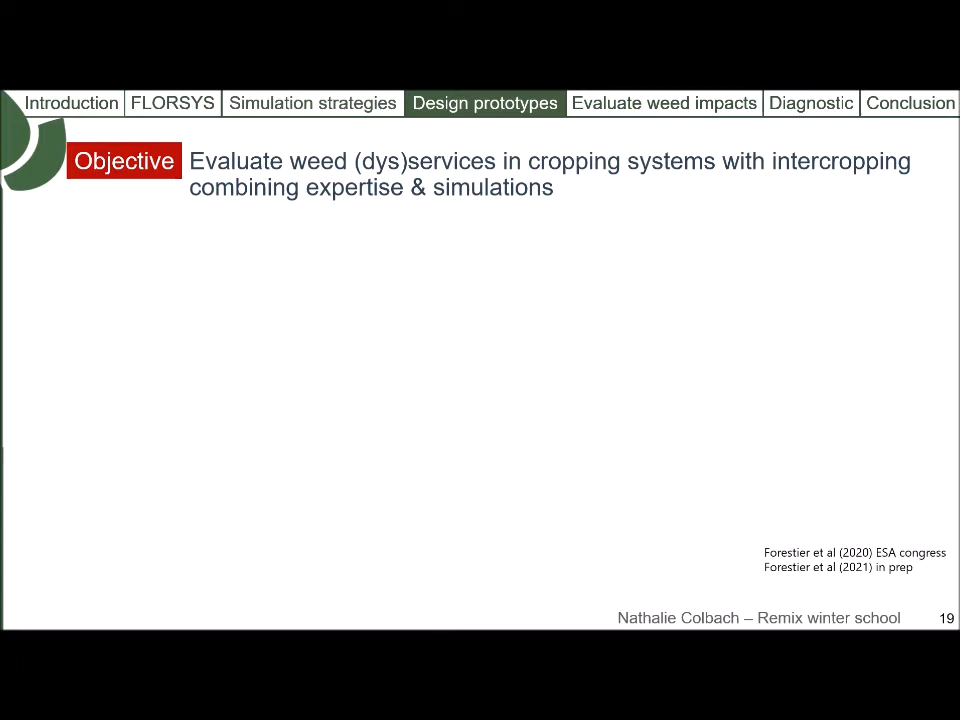 Introduction FLORSYS Simulation strategies Design prototypes Evaluate weed impacts Diagnostic Conclusion
Objective Evaluate weed (dys)services in cropping systems with intercropping
combining expertise & simulations
Forestier et al (2020) ESA congress
Forestier et al (2021) in prep
Nathalie Colbach – Remix winter school 19